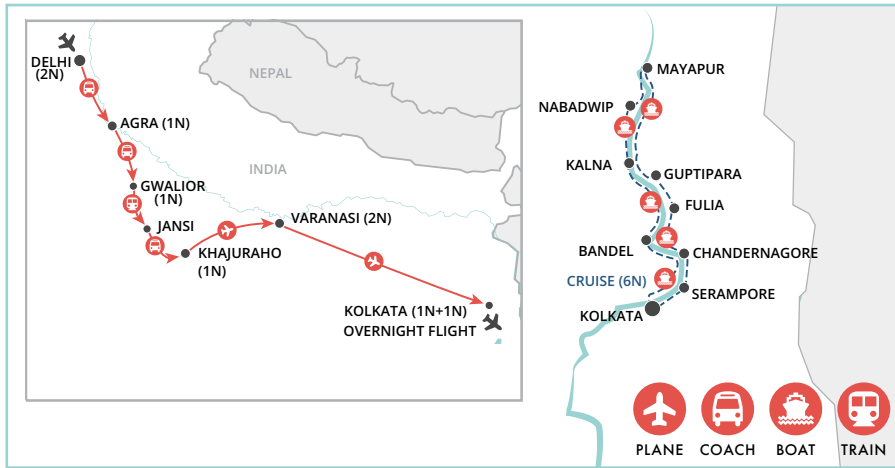 DELHI
(2N)
AGRA (1N)
GWALIOR
(1N)
JANSI
KHAJURAHO
(1N)
VARANASI (2N)
KOLKATA (1N+1N)
OVERNIGHT FLIGHT
NEPAL
INDIA
MAYAPUR
NABADWIP
KALNA
GUPTIPARA
FULIA
BANDEL
CHANDERNAGORE
CRUISE (6N)
SERAMPORE
KOLKATA
PLANE
COACH
BOAT
TRAIN